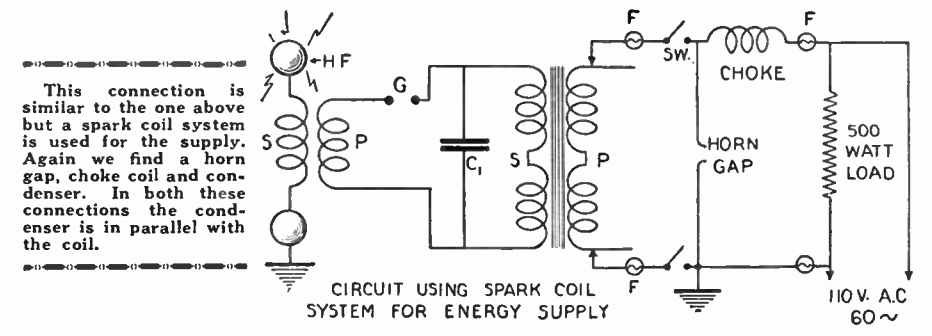 This connection is
similar to the one above
but a spark coil system
is used for the supply.
Again we find a horn
gap, choke coil and con-
denser. In both these
connections the cond-
enser is in parallel with
the coil.
HF
S
P
G
C1
S
P
F
SW.
CHOKE
F
HORN
GAP
500
WATT
LOAD
F
110 V. A.C
60~
CIRCUIT USING SPARK COIL
SYSTEM FOR ENERGY SUPPLY